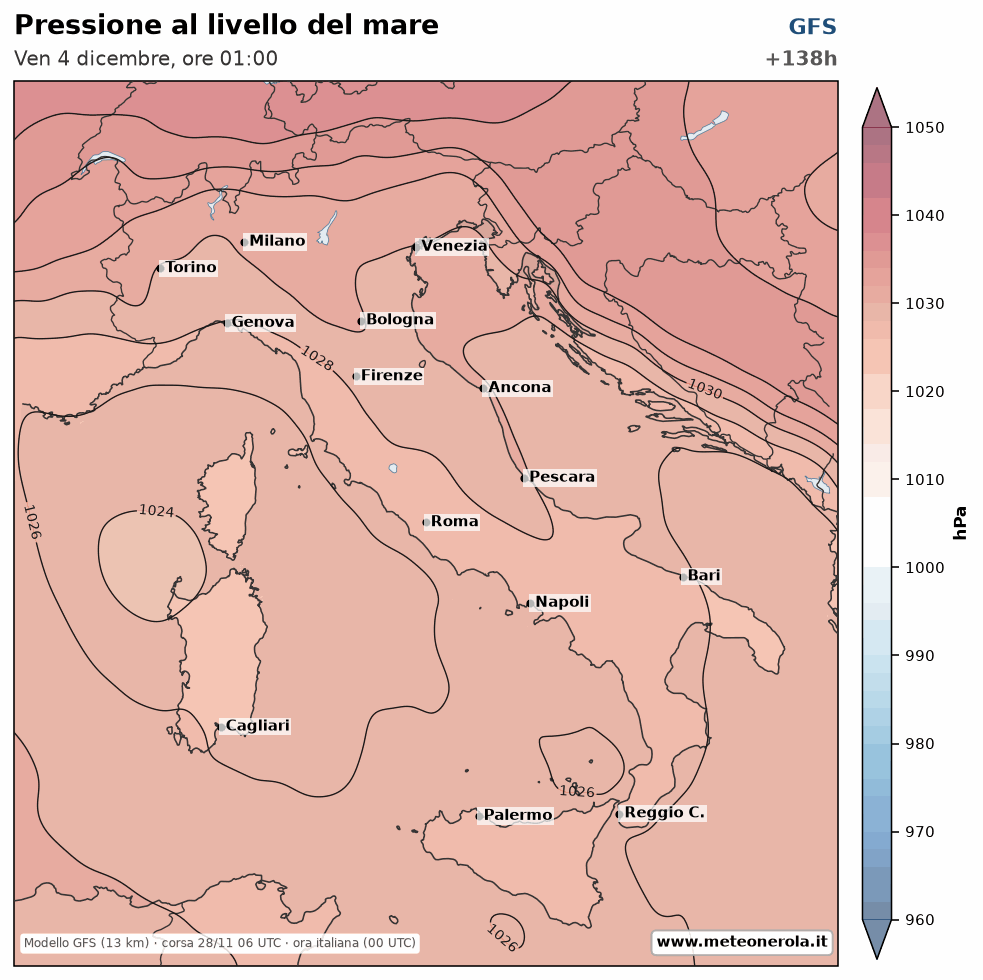 Pressione al livello del mare
GFS
Ven 4 dicembre, ore 01:00
+138h
1050
1040
1030
1020
1010
1000
990
980
970
960
hPa
Milano
Venezia
Torino
Bologna
Genova
1028
Firenze
Ancona
1030
Pescara
1026
1024
Roma
Bari
Napoli
Cagliari
1026
Palermo
Reggio C.
1026
Modello GFS (13 km) · corsa 28/11 06 UTC · ora italiana (00 UTC)
www.meteonerola.it